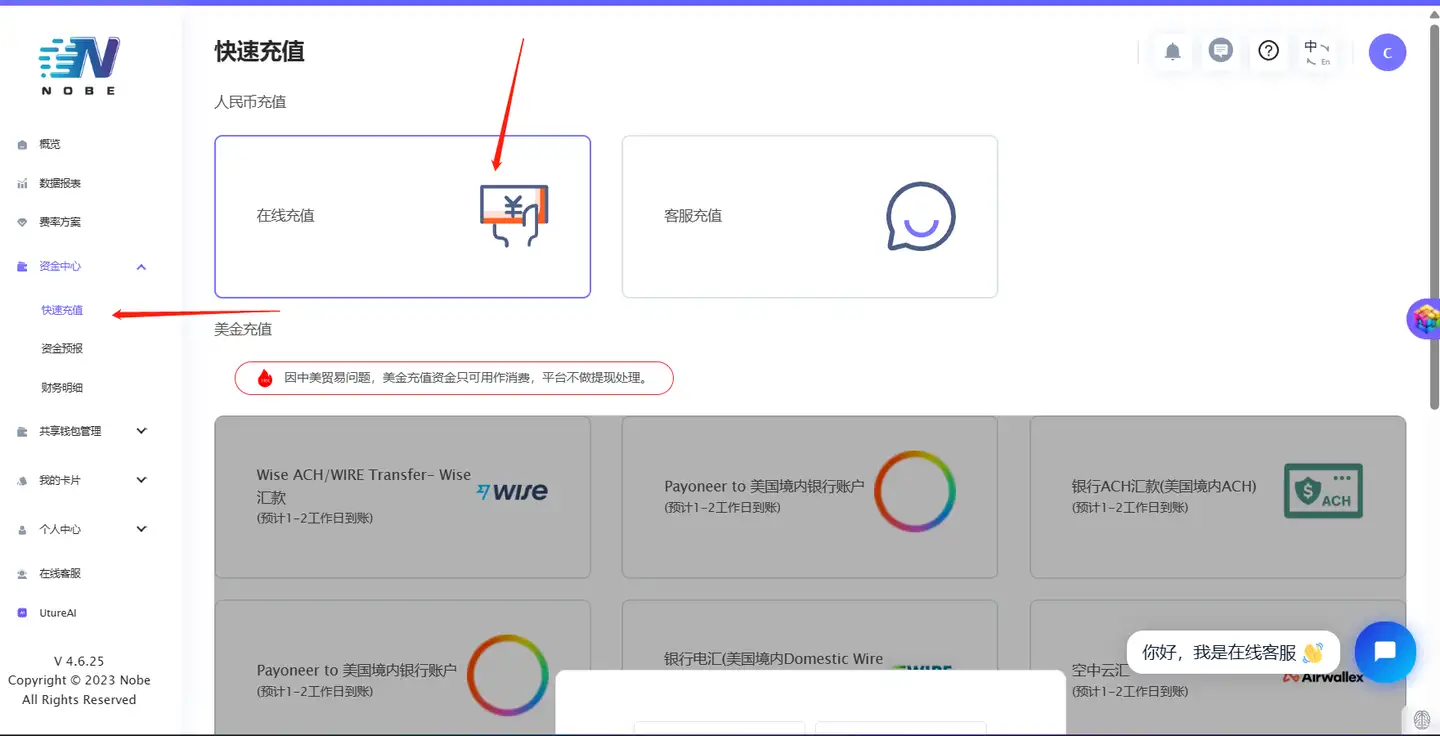 NOBE
概览
数据报表
费率方案
资金中心
快速充值
资金预报
财务明细
共享钱包管理
我的卡片
个人中心
在线客服
UtureAI
V 4.6.25
Copyright © 2023 Nobe
All Rights Reserved
快速充值
中 En
C
人民币充值
在线充值
¥
客服充值
美金充值
因中美贸易问题，美金充值资金只可用作消费，平台不做提现处理。
Wise ACH/WIRE Transfer- Wise
汇款
(预计1-2工作日到账)
WISE
Payoneer to 美国境内银行账户
(预计1-2工作日到账)
银行ACH汇款(美国境内ACH)
(预计1-2工作日到账)
$ ACH
Payoneer to 美国境内银行账户
(预计1-2工作日到账)
银行电汇(美国境内Domestic Wire
WIRE
空中云汇
(预计1-2工作日到账)
Airwallex
你好，我是在线客服 👋